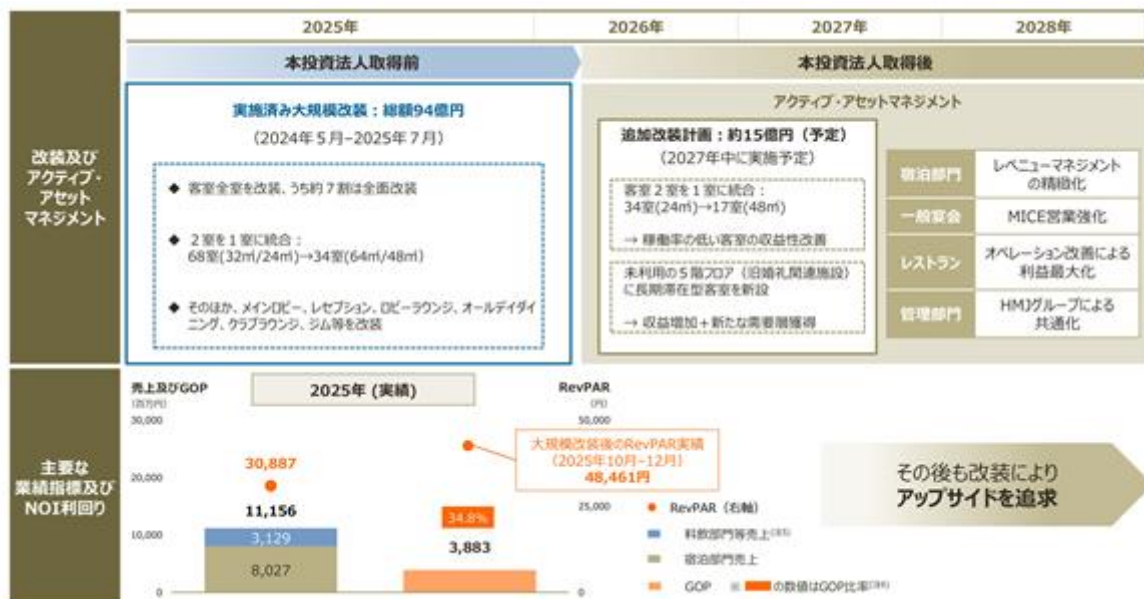 2025年
2026年
2027年
2028年
本投資法人取得前
本投資法人取得後
改装及び
アクティブ・
アセット
マネジメント
実施済み大規模改装：総額94億円
（2024年5月–2025年7月）
◆ 客室全室を改装、うち約7割は全面改装
◆ 2室を1室に統合：
68室(32㎡/24㎡)→34室(64㎡/48㎡)
◆ そのほか、メインロビー、レセプション、ロビーラウンジ、オールデイダイ
ニング、クラブラウンジ、ジム等を改装
アクティブ・アセットマネジメント
追加改装計画：約15億円（予定）
（2027年中に実施予定）
客室2室を1室に統合：
34室(24㎡)→17室(48㎡)
→ 稼働率の低い客室の収益性改善
未利用の5階フロア（旧婚礼関連施設）
に長期滞在型客室を新設
→ 収益増加＋新たな需要層獲得
宿泊部門
レベニューマネジメント
の精緻化
一般宴会
MICE営業強化
レストラン
オペレーション改善による
利益最大化
管理部門
HMJグループによる
共通化
主要な
業績指標及び
NOI利回り
売上及びGOP
(百万円)
2025年 (実績)
RevPAR
(円)
30,000
20,000
10,000
0
50,000
25,000
0
30,887
11,156
3,129
8,027
34.8%
3,883
大規模改装後のRevPAR実績
（2025年10月–12月）
48,461円
RevPAR（右軸）
料飲部門等売上
宿泊部門売上
GOP
の数値はGOP比率
その後も改装により
アップサイドを追求